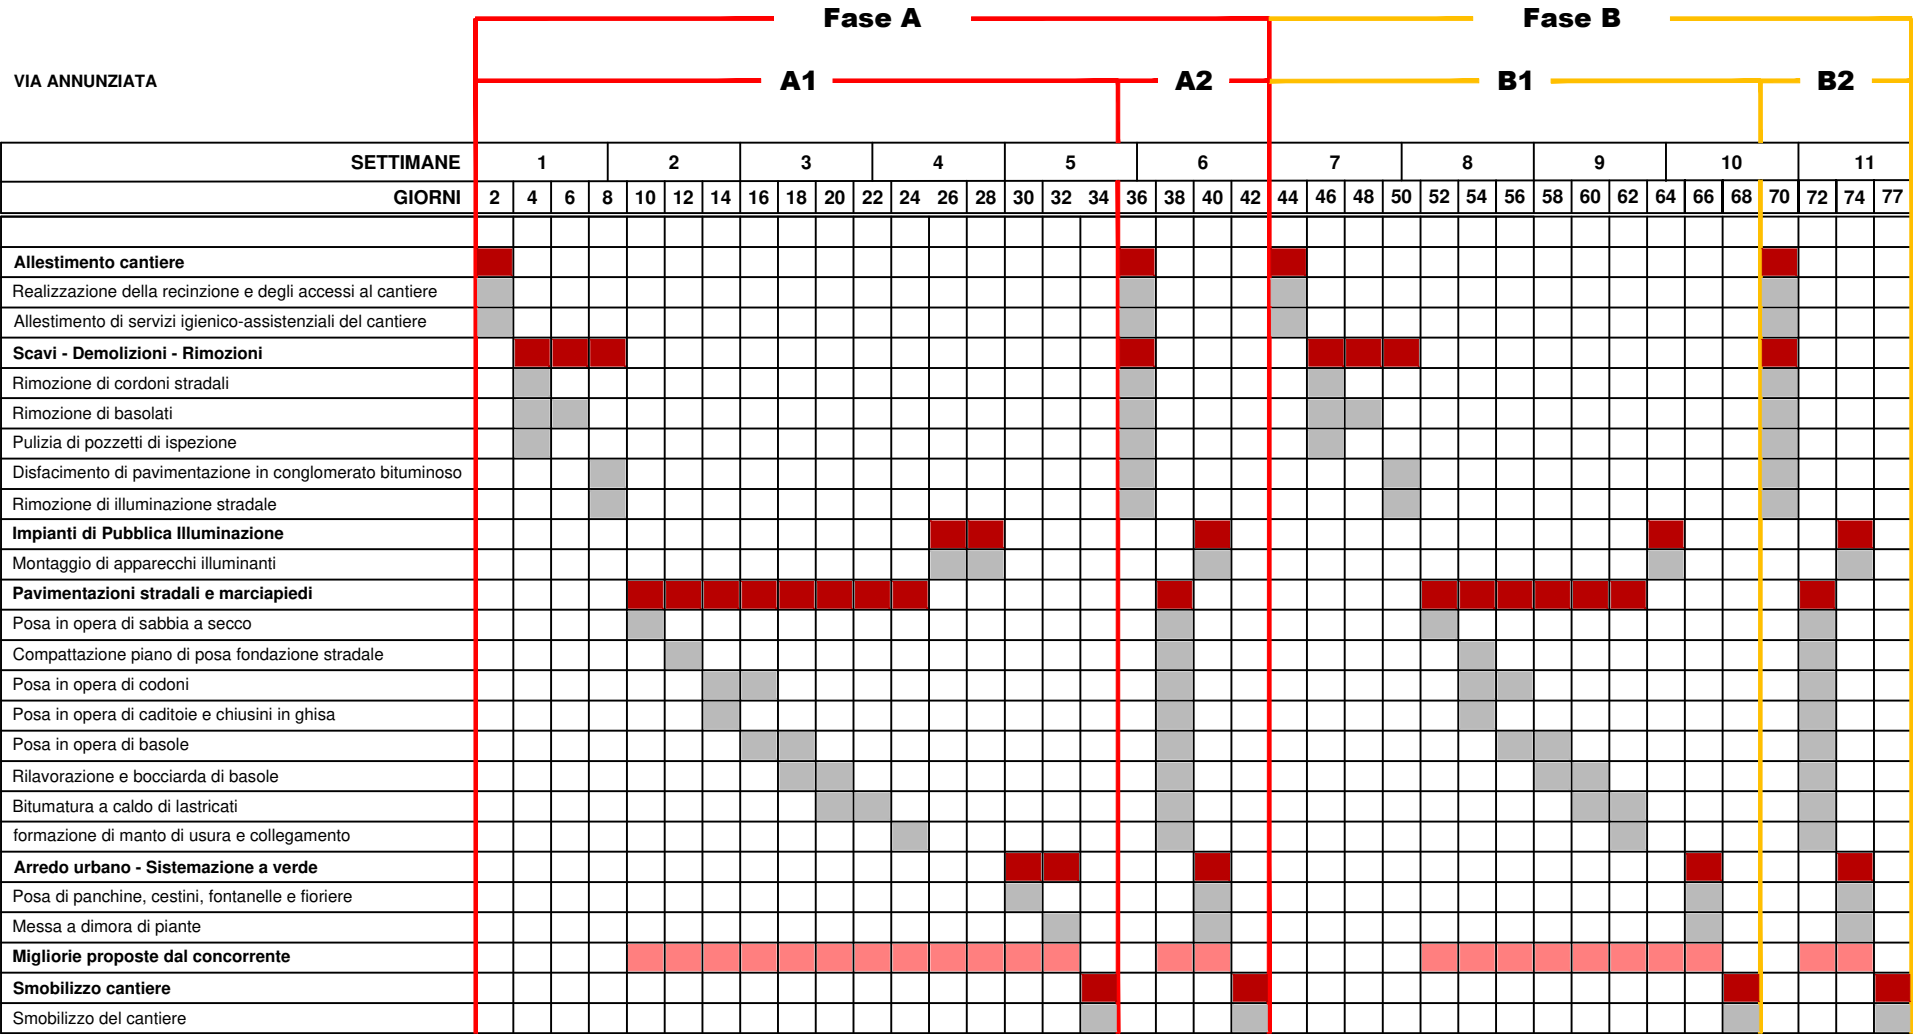 Fase A Fase B
VIA ANNUNZIATA A1 A2 B1 B2
SETTIMANE 1 2 3 4 5 6 7 8 9 10 11
GIORNI 2 4 6 8 10 12 14 16 18 20 22 24 26 28 30 32 34 36 38 40 42 44 46 48 50 52 54 56 58 60 62 64 66 68 70 72 74 77
Allestimento cantiere
Realizzazione della recinzione e degli accessi al cantiere
Allestimento di servizi igienico-assistenziali del cantiere
Scavi - Demolizioni - Rimozioni
Rimozione di cordoni stradali
Rimozione di basolati
Pulizia di pozzetti di ispezione
Disfacimento di pavimentazione in conglomerato bituminoso
Rimozione di illuminazione stradale
Impianti di Pubblica Illuminazione
Montaggio di apparecchi illuminanti
Pavimentazioni stradali e marciapiedi
Posa in opera di sabbia a secco
Compattazione piano di posa fondazione stradale
Posa in opera di codoni
Posa in opera di caditoie e chiusini in ghisa
Posa in opera di basole
Rilavorazione e bocciarda di basole
Bitumatura a caldo di lastricati
formazione di manto di usura e collegamento
Arredo urbano - Sistemazione a verde
Posa di panchine, cestini, fontanelle e fioriere
Messa a dimora di piante
Migliorie proposte dal concorrente
Smobilizzo cantiere
Smobilizzo del cantiere